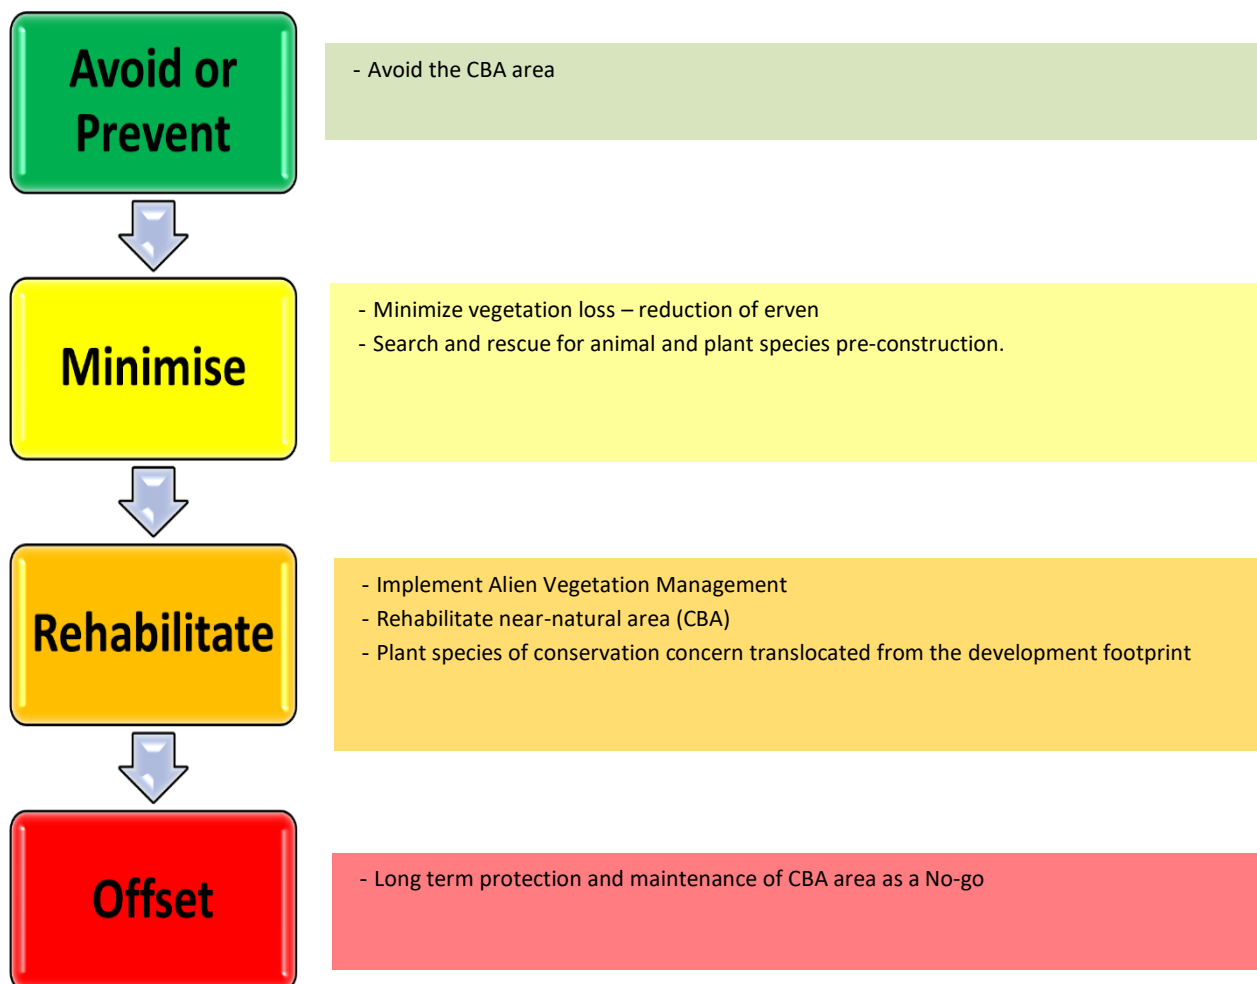 Avoid or
Prevent
- Avoid the CBA area
Minimise
- Minimize vegetation loss – reduction of erven
- Search and rescue for animal and plant species pre-construction.
Rehabilitate
- Implement Alien Vegetation Management
- Rehabilitate near-natural area (CBA)
- Plant species of conservation concern translocated from the development footprint
Offset
- Long term protection and maintenance of CBA area as a No-go